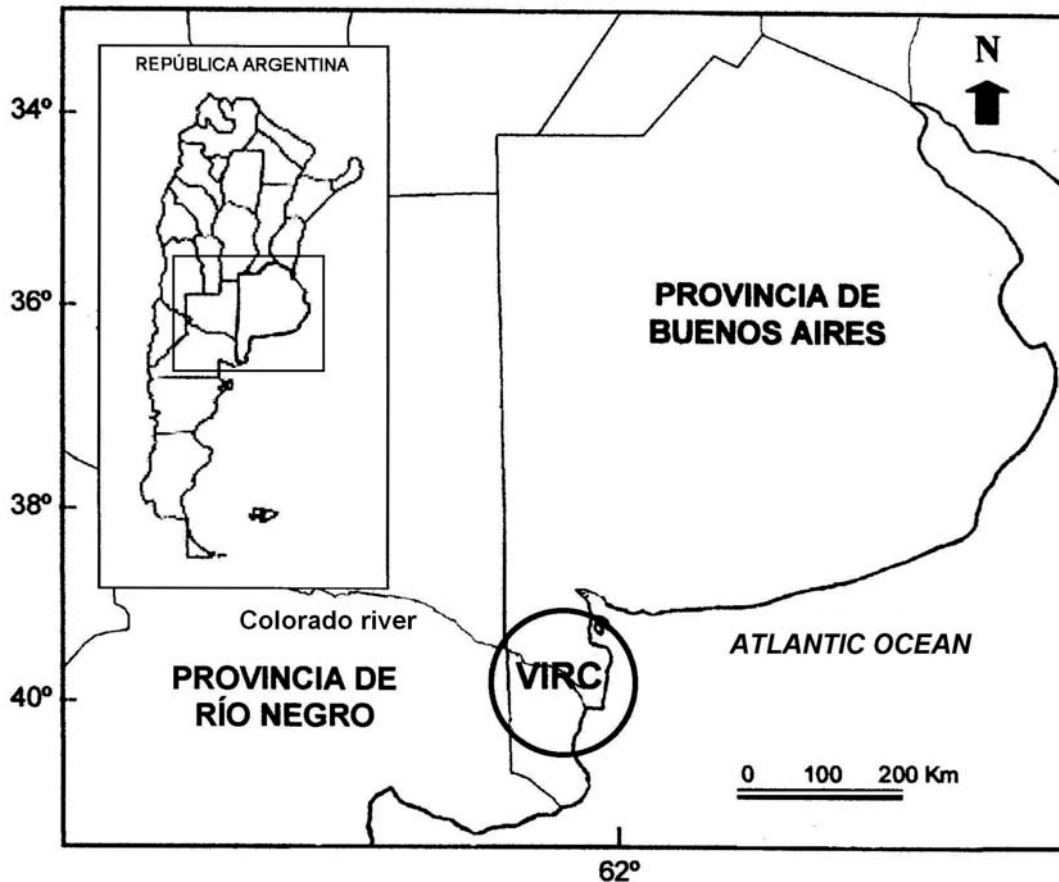 REPÚBLICA ARGENTINA
N
34º
36º
PROVINCIA DE
BUENOS AIRES
38º
Colorado river
ATLANTIC OCEAN
PROVINCIA DE
RÍO NEGRO
VIRC
40º
0 100 200 Km
62º